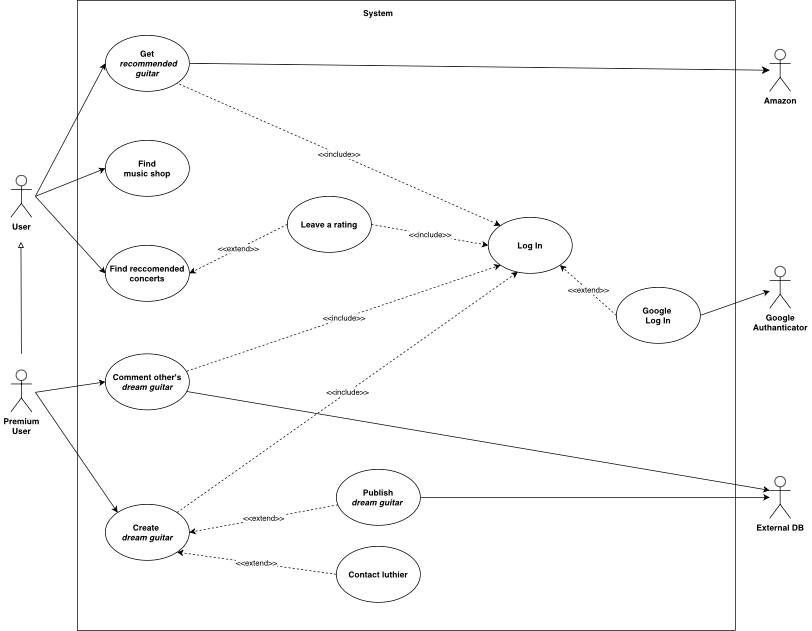 System
Get
recommended
guitar
Amazon
<<include>>
Find
music shop
User
Leave a rating
<<include>>
<<extend>>
Log In
Find reccomended
concerts
<<extend>>
Google
Log In
Google
Authanticator
<<include>>
Comment other's
dream guitar
<<include>>
Premium
User
Publish
dream guitar
<<extend>>
Create
dream guitar
External DB
<<extend>>
Contact luthier